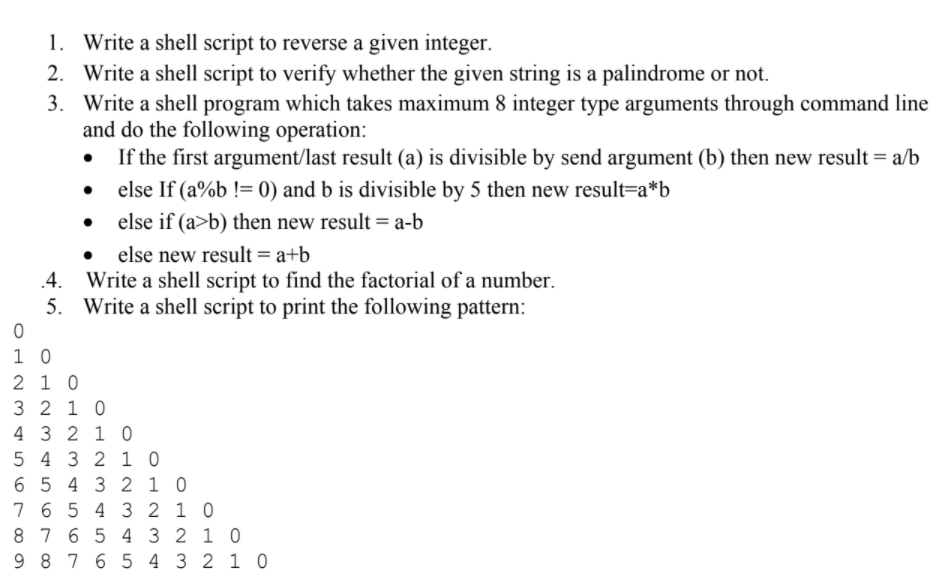 1. Write a shell script to reverse a given integer.
2. Write a shell script to verify whether the given string is a palindrome or not.
3. Write a shell program which takes maximum 8 integer type arguments through command line
and do the following operation:
• If the first argument/last result (a) is divisible by send argument (b) then new result = a/b
• else If (a%b != 0) and b is divisible by 5 then new result=a*b
• else if (a>b) then new result = a-b
• else new result = a+b
.4. Write a shell script to find the factorial of a number.
5. Write a shell script to print the following pattern:
0
1 0
2 1 0
3 2 1 0
4 3 2 1 0
5 4 3 2 1 0
6 5 4 3 2 1 0
7 6 5 4 3 2 1 0
8 7 6 5 4 3 2 1 0
9 8 7 6 5 4 3 2 1 0